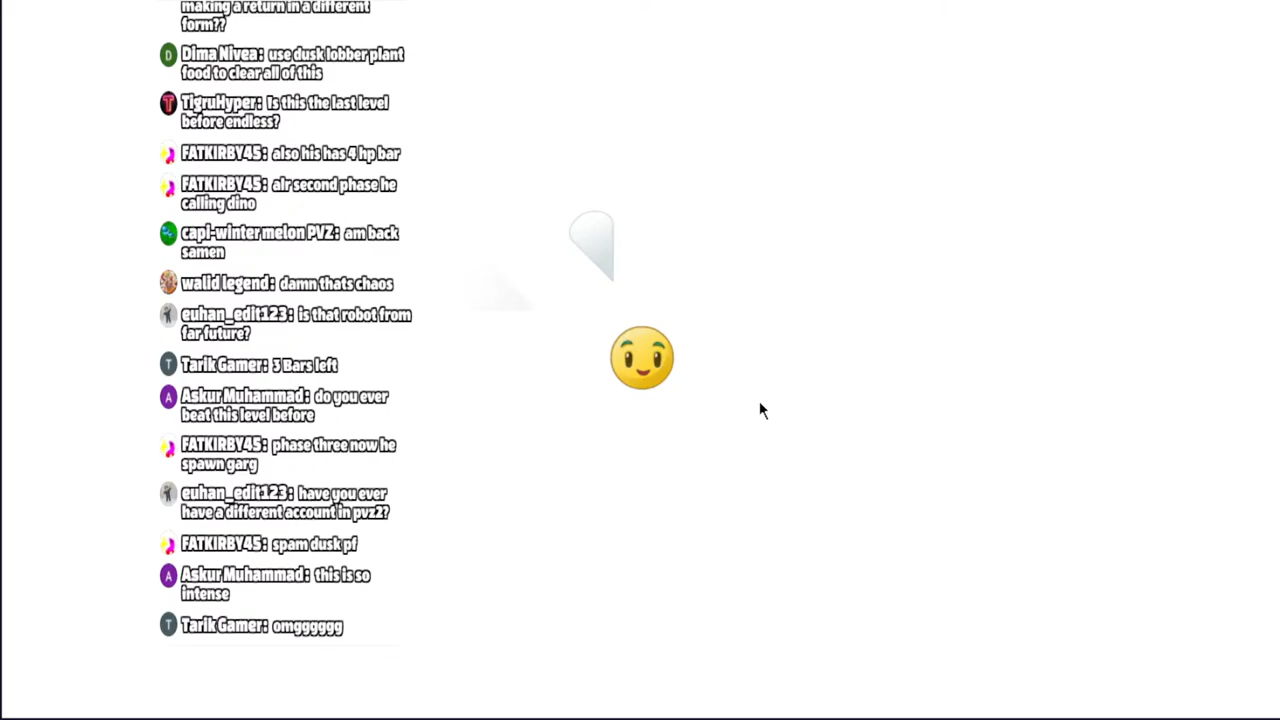 making a return in a different
form??
D Dima Nivea: use dusk lobber plant
food to clear all of this
T TigruHyper: Is this the last level
before endless?
FATKIRBY45: also his has 4 hp bar
FATKIRBY45: alr second phase he
calling dino
capi-winter melon PVZ: am back
samen
walid legend: damn thats chaos
euhan_edit123: is that robot from
far future?
T Tarik Gamer: 3 Bars left
A Askur Muhammad: do you ever
beat this level before
FATKIRBY45: phase three now he
spawn garg
euhan_edit123: have you ever
have a different account in pvz2?
FATKIRBY45: spam dusk pf
A Askur Muhammad: this is so
intense
T Tarik Gamer: omgggggg